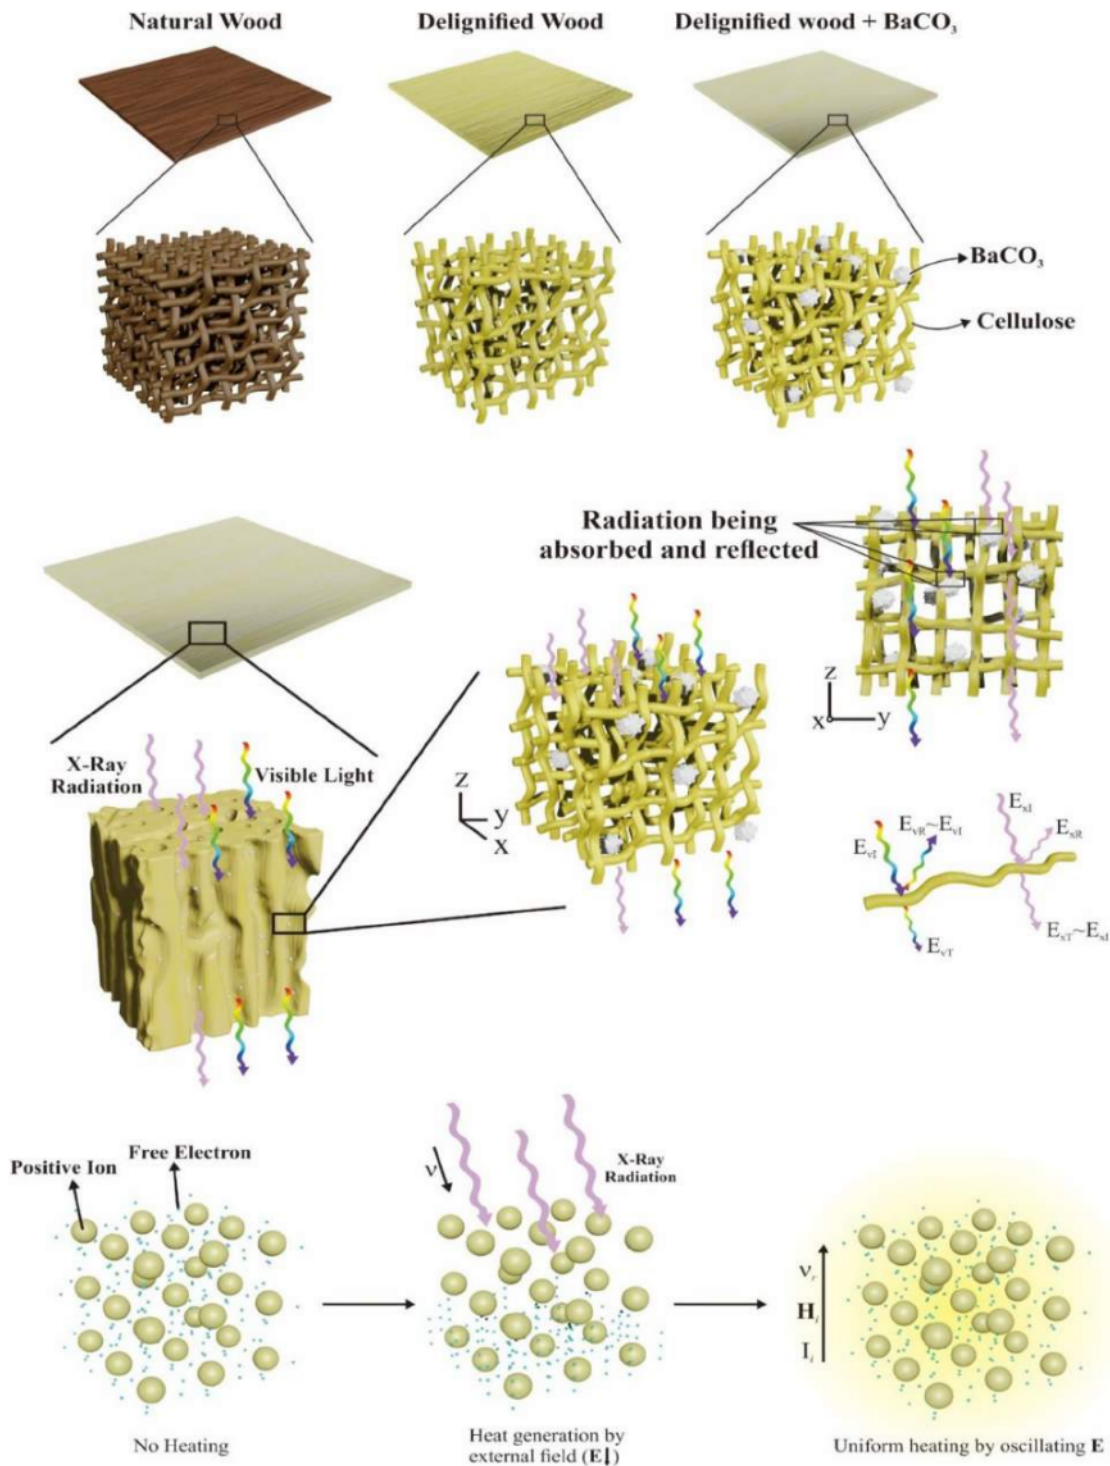 Natural Wood
Delignified Wood
Delignified wood + BaCO₃
BaCO₃
Cellulose
Radiation being
absorbed and reflected
z
x
y
X-Ray
Radiation
Visible Light
z
y
x
E_vI
E_vR~E_vI
E_vT
E_xI
E_xR
E_xT~E_xI
Positive Ion
Free Electron
ν
X-Ray
Radiation
ν_r
H_i
I_i
No Heating
Heat generation by
external field (E↓)
Uniform heating by oscillating E